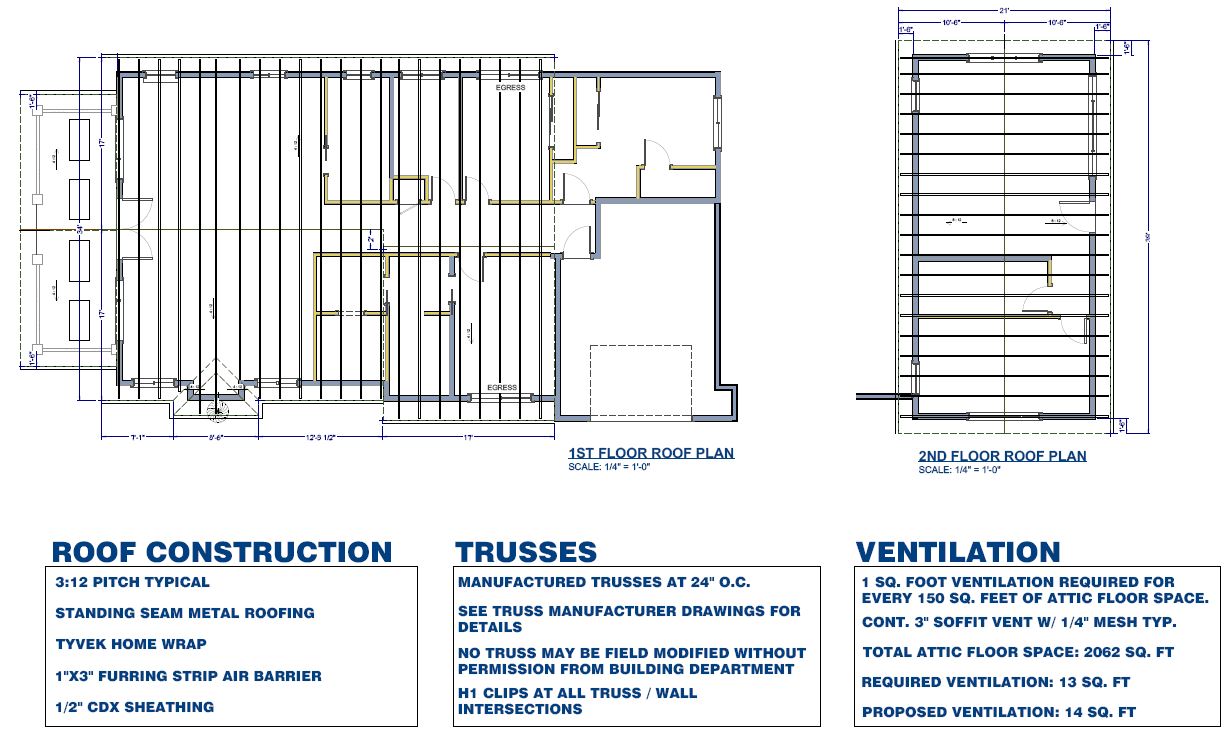 21'
10'-6"
10'-6"
1'-6"
1'-6"
1'-6"
EGRESS
1'-6"
17'
34'
2'
17'
1'-6"
EGRESS
7'-1"
8'-6"
12'-9 1/2"
17'
1'-6"
1ST FLOOR ROOF PLAN
SCALE: 1/4" = 1'-0"
2ND FLOOR ROOF PLAN
SCALE: 1/4" = 1'-0"
ROOF CONSTRUCTION
3:12 PITCH TYPICAL
STANDING SEAM METAL ROOFING
TYVEK HOME WRAP
1"X3" FURRING STRIP AIR BARRIER
1/2" CDX SHEATHING
TRUSSES
MANUFACTURED TRUSSES AT 24" O.C.
SEE TRUSS MANUFACTURER DRAWINGS FOR
DETAILS
NO TRUSS MAY BE FIELD MODIFIED WITHOUT
PERMISSION FROM BUILDING DEPARTMENT
H1 CLIPS AT ALL TRUSS / WALL
INTERSECTIONS
VENTILATION
1 SQ. FOOT VENTILATION REQUIRED FOR
EVERY 150 SQ. FEET OF ATTIC FLOOR SPACE.
CONT. 3" SOFFIT VENT W/ 1/4" MESH TYP.
TOTAL ATTIC FLOOR SPACE: 2062 SQ. FT
REQUIRED VENTILATION: 13 SQ. FT
PROPOSED VENTILATION: 14 SQ. FT